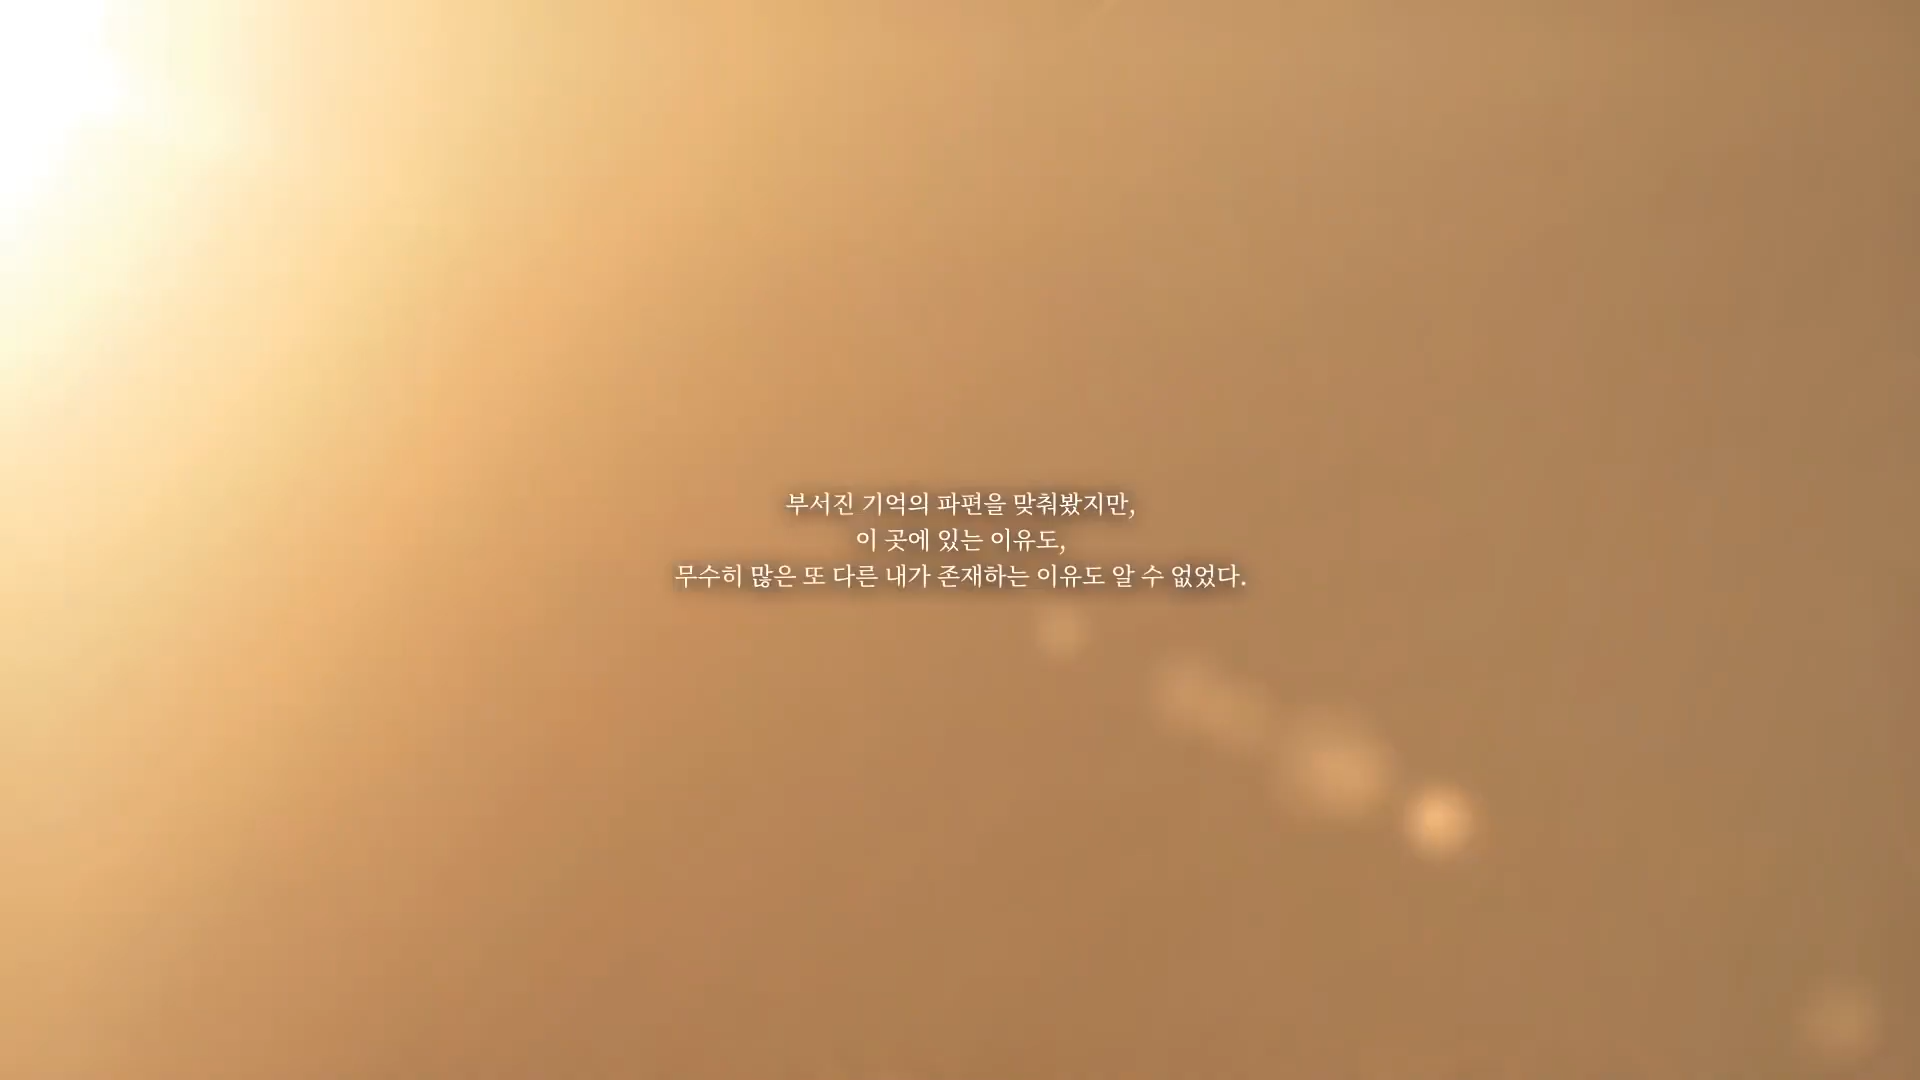 부서진 기억의 파편을 맞춰봤지만,
이 곳에 있는 이유도,
무수히 많은 또 다른 내가 존재하는 이유도 알 수 없었다.